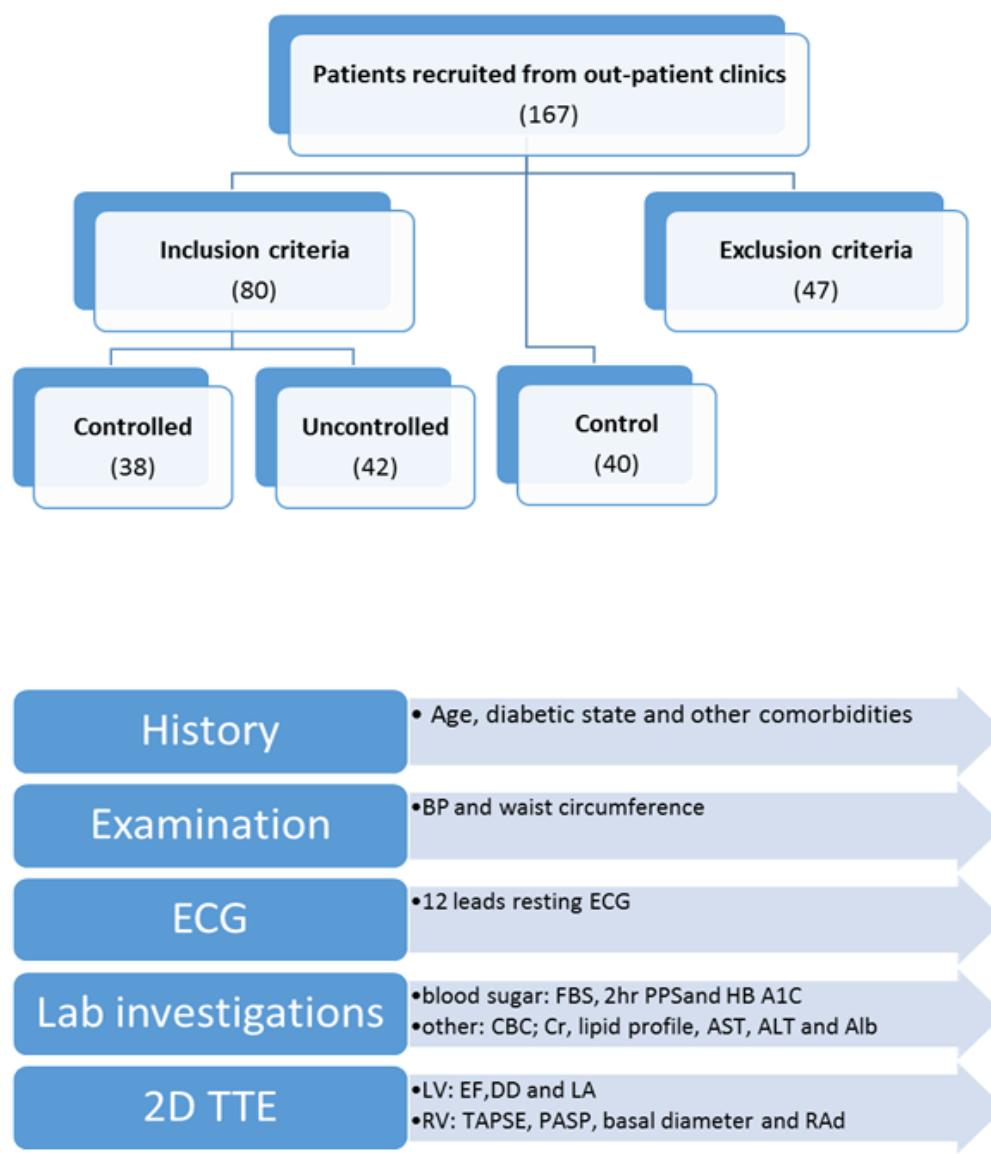 Patients recruited from out-patient clinics
(167)
Inclusion criteria
(80)
Exclusion criteria
(47)
Controlled
(38)
Uncontrolled
(42)
Control
(40)
History
• Age, diabetic state and other comorbidities
Examination
•BP and waist circumference
ECG
•12 leads resting ECG
Lab investigations
•blood sugar: FBS, 2hr PPSand HB A1C
•other: CBC; Cr, lipid profile, AST, ALT and Alb
2D TTE
•LV: EF,DD and LA
•RV: TAPSE, PASP, basal diameter and RAd